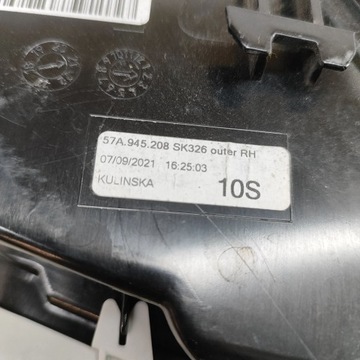 57A.945.208 SK326 outer RH
07/09/2021 16:25:03
KULINSKA 10S